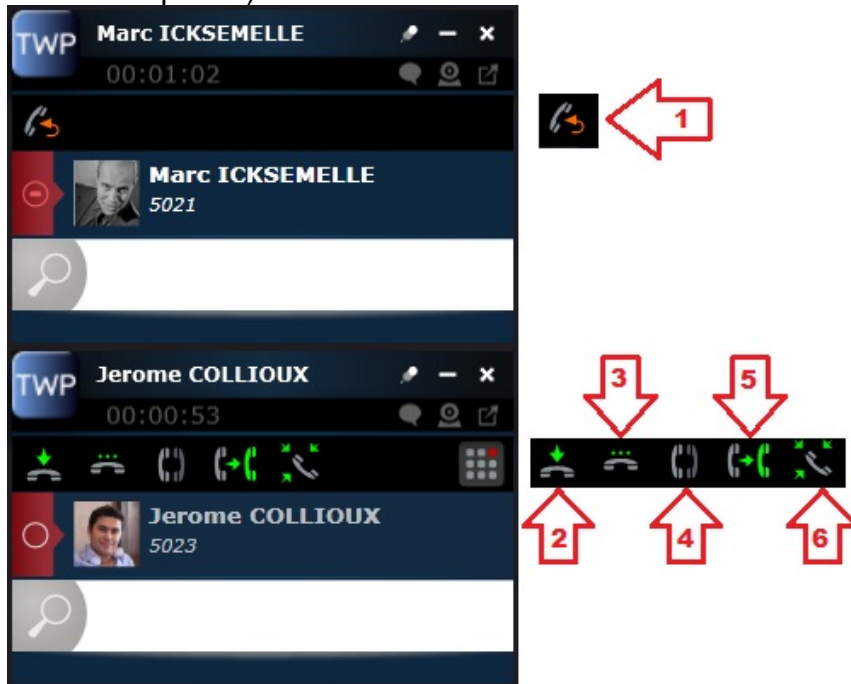 TWP Marc ICKSEMELLE
00:01:02
1
Marc ICKSEMELLE
5021
TWP Jerome COLLIOUX
00:00:53
3 5
Jerome COLLIOUX
5023
2 4 6